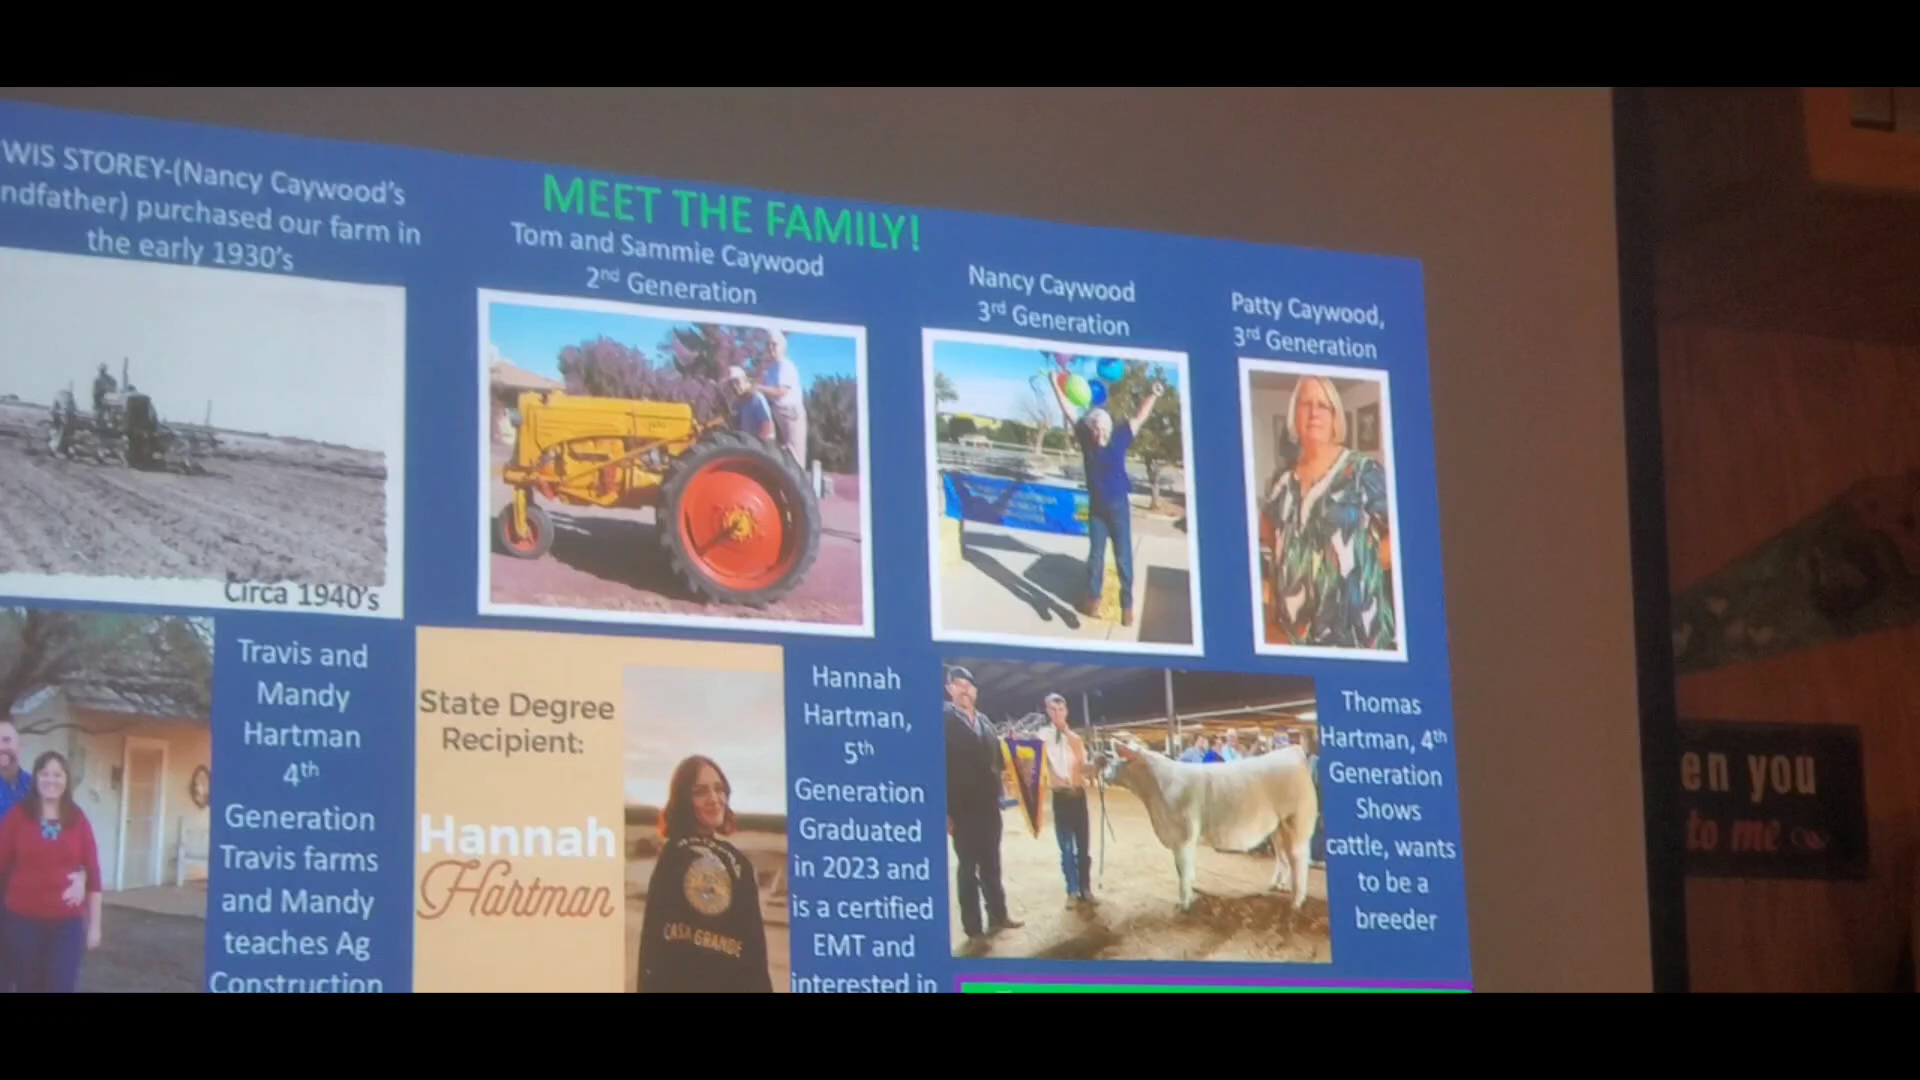 WIS STOREY-(Nancy Caywood's
ndfather) purchased our farm in
the early 1930's
Circa 1940's
MEET THE FAMILY!
Tom and Sammie Caywood
2nd Generation
Nancy Caywood
3rd Generation
Patty Caywood,
3rd Generation
Travis and
Mandy
Hartman
4th
Generation
Travis farms
and Mandy
teaches Ag
Construction
State Degree
Recipient:
Hannah
Hartman
CASA GRANDE
Hannah
Hartman,
5th
Generation
Graduated
in 2023 and
is a certified
EMT and
interested in
Thomas
Hartman, 4th
Generation
Shows
cattle, wants
to be a
breeder
en you
to me